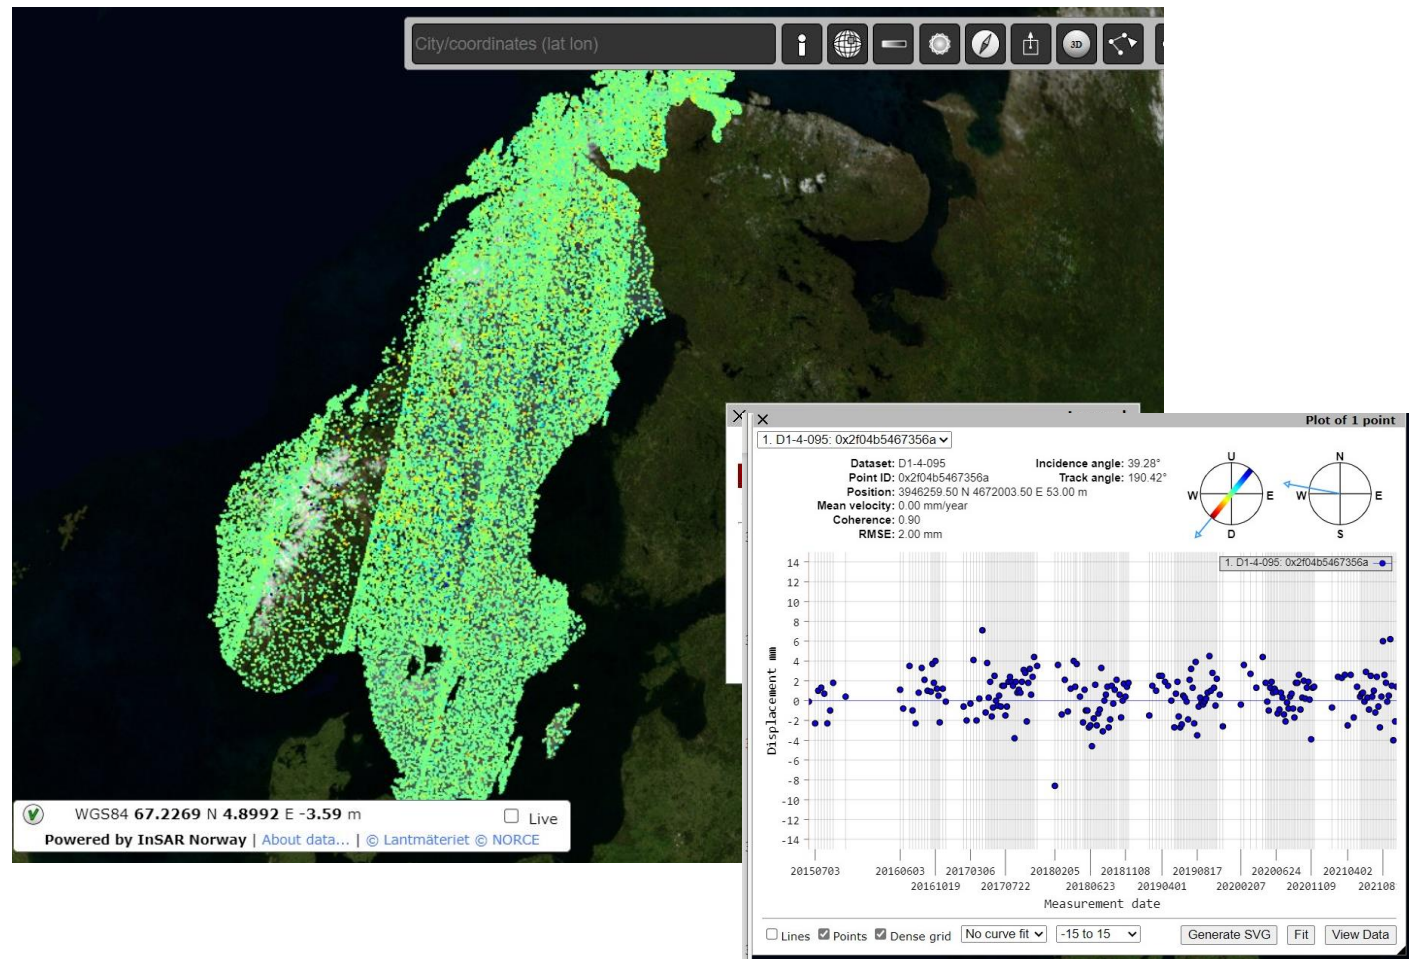 City/coordinates (lat lon)
3D
WGS84 67.2269 N 4.8992 E -3.59 m
Live
Powered by InSAR Norway | About data... | © Lantmäteriet © NORCE
Plot of 1 point
1. D1-4-095: 0x2f04b5467356a
Dataset: D1-4-095
Incidence angle: 39.28°
Point ID: 0x2f04b5467356a
Track angle: 190.42°
Position: 3946259.50 N 4672003.50 E 53.00 m
Mean velocity: 0.00 mm/year
Coherence: 0.90
RMSE: 2.00 mm
U
W E
D
N
W E
S
1. D1-4-095: 0x2f04b5467356a
14
12
10
8
6
4
2
0
-2
-4
-6
-8
-10
-12
-14
Displacement mm
20150703 20160603 20170306 20180205 20181108 20190817 20200624 20210402
20161019 20170722 20180623 20190401 20200207 20201109 202108
Measurement date
Lines Points Dense grid No curve fit -15 to 15 Generate SVG Fit View Data